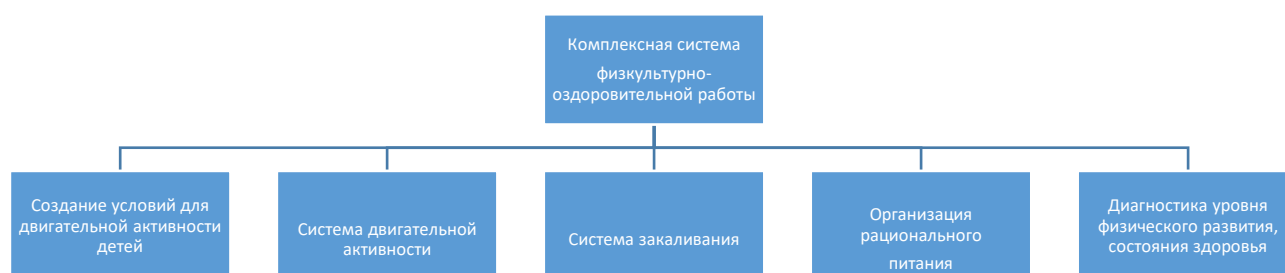 Комплексная система
физкультурно-
оздоровительной работы
Создание условий для
двигательной активности
детей
Система двигательной
активности
Система закаливания
Организация
рационального
питания
Диагностика уровня
физического развития,
состояния здоровья